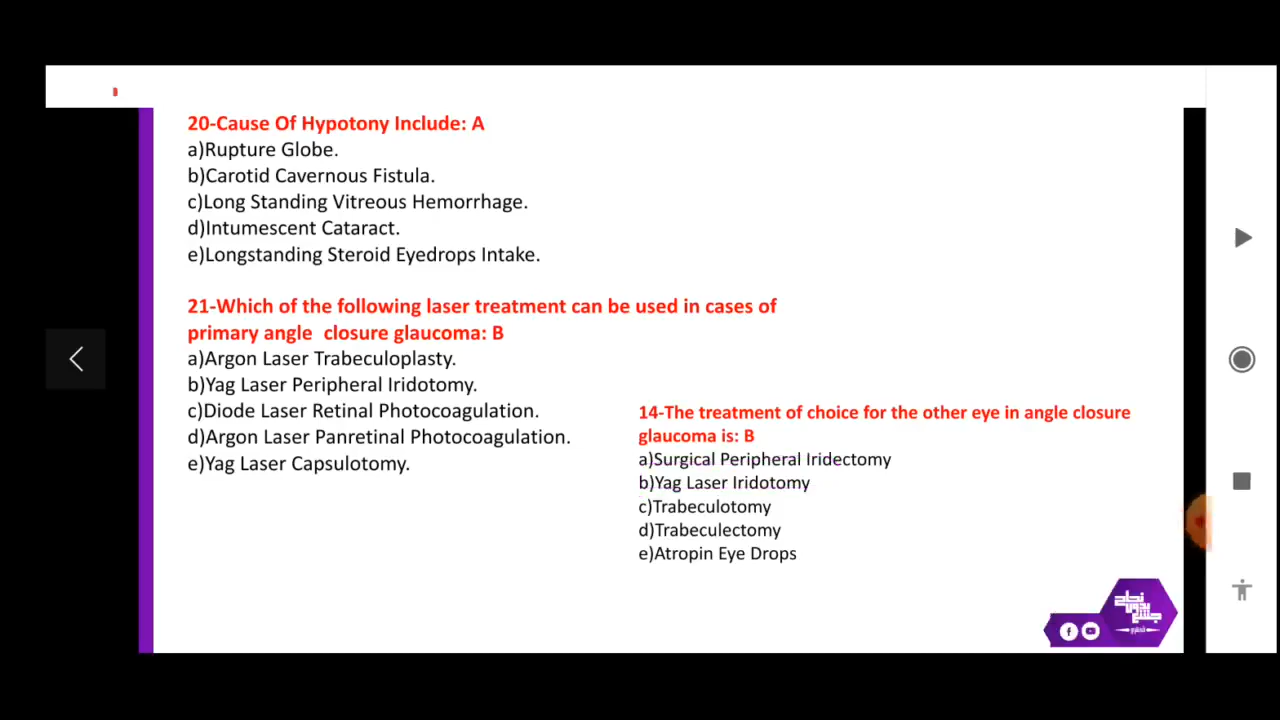 20-Cause Of Hypotony Include: A
a)Rupture Globe.
b)Carotid Cavernous Fistula.
c)Long Standing Vitreous Hemorrhage.
d)Intumescent Cataract.
e)Longstanding Steroid Eyedrops Intake.
21-Which of the following laser treatment can be used in cases of
primary angle closure glaucoma: B
a)Argon Laser Trabeculoplasty.
b)Yag Laser Peripheral Iridotomy.
c)Diode Laser Retinal Photocoagulation.
d)Argon Laser Panretinal Photocoagulation.
e)Yag Laser Capsulotomy.
14-The treatment of choice for the other eye in angle closure
glaucoma is: B
a)Surgical Peripheral Iridectomy
b)Yag Laser Iridotomy
c)Trabeculotomy
d)Trabeculectomy
e)Atropin Eye Drops